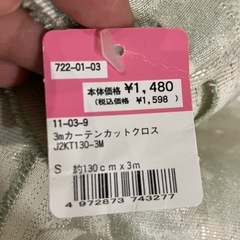 722-01-03
本体価格 ¥1,480
(税込価格 ¥1,598 )
11-03-9
3mカーテンカットクロス
J2KT130-3M
S 約130cm×3m
4 972873 743277